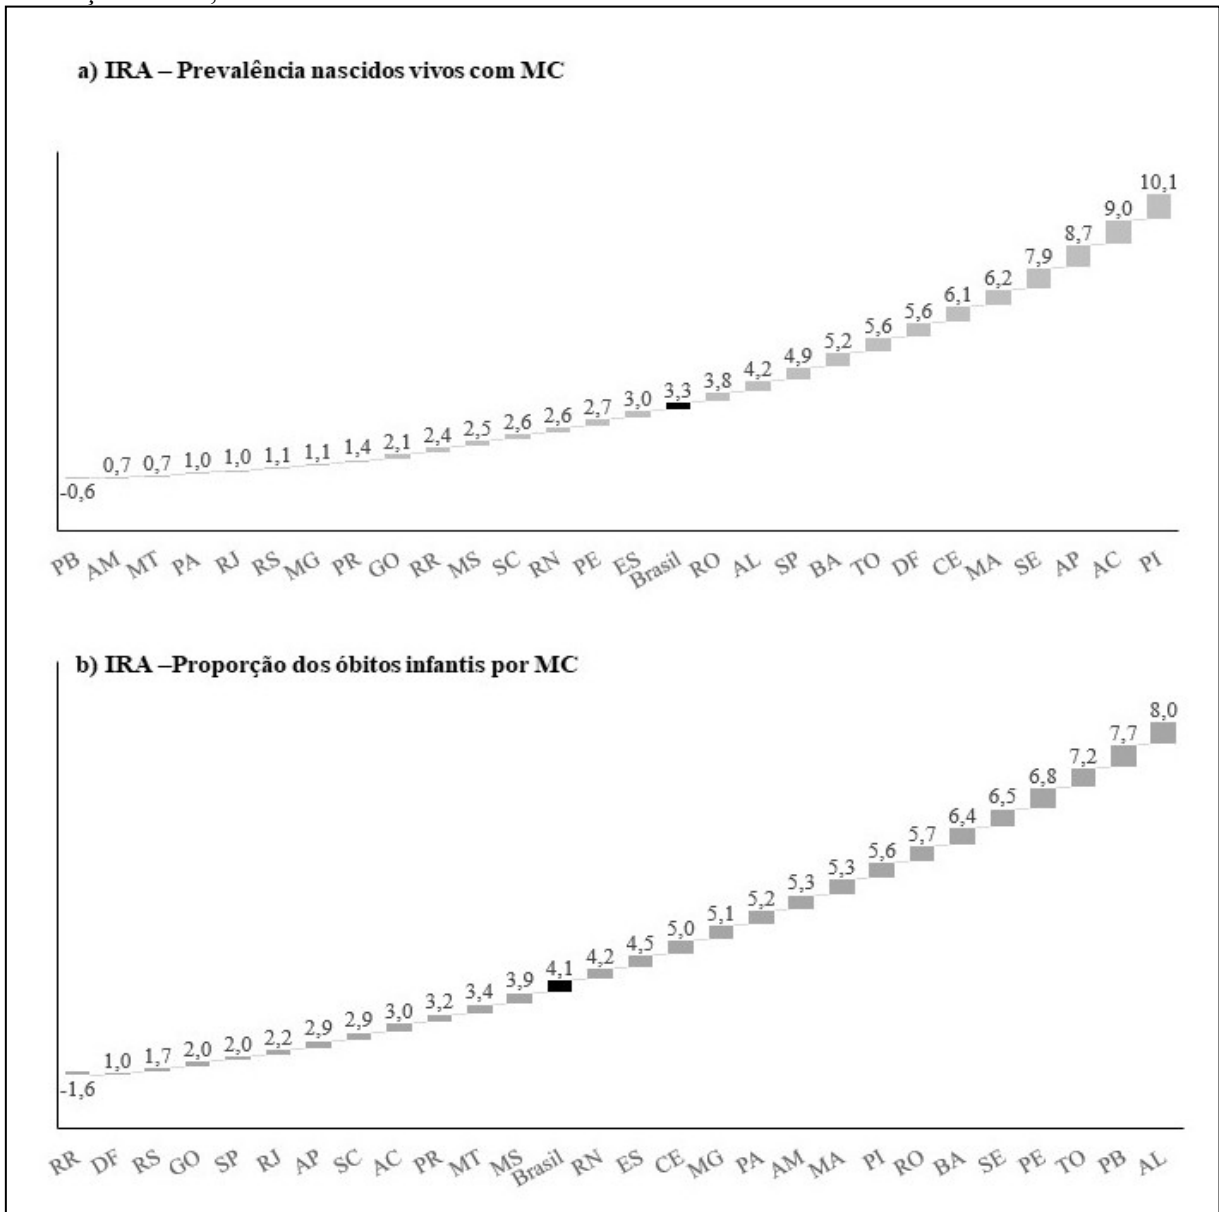 a) IRA – Prevalência nascidos vivos com MC
-0,6 0,7 0,7 1,0 1,0 1,1 1,1 1,4 2,1 2,4 2,5 2,6 2,6 2,7 3,0 3,3 3,8 4,2 4,9 5,2 5,6 5,6 6,1 6,2 7,9 8,7 9,0 10,1
PB AM MT PA RJ RS MG PR GO RR MS SC RN PE ES Brasil RO AL SP BA TO DF CE MA SE AP AC PI
b) IRA –Proporção dos óbitos infantis por MC
-1,6 1,0 1,7 2,0 2,0 2,2 2,9 2,9 3,0 3,2 3,4 3,9 4,1 4,2 4,5 5,0 5,1 5,2 5,3 5,3 5,6 5,7 6,4 6,5 6,8 7,2 7,7 8,0
RR DF RS GO SP RJ AP SC AC PR MT MS Brasil RN ES CE MG PA AM MA PI RO BA SE PE TO PB AL